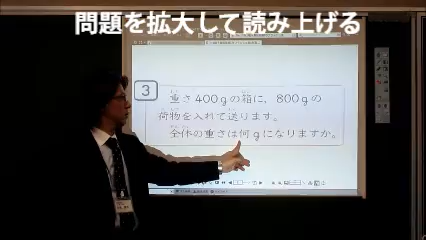 問題を拡大して読み上げる
3
重さ400gの箱に，800gの
荷物を入れて送ります。
全体の重さは何gになりますか。